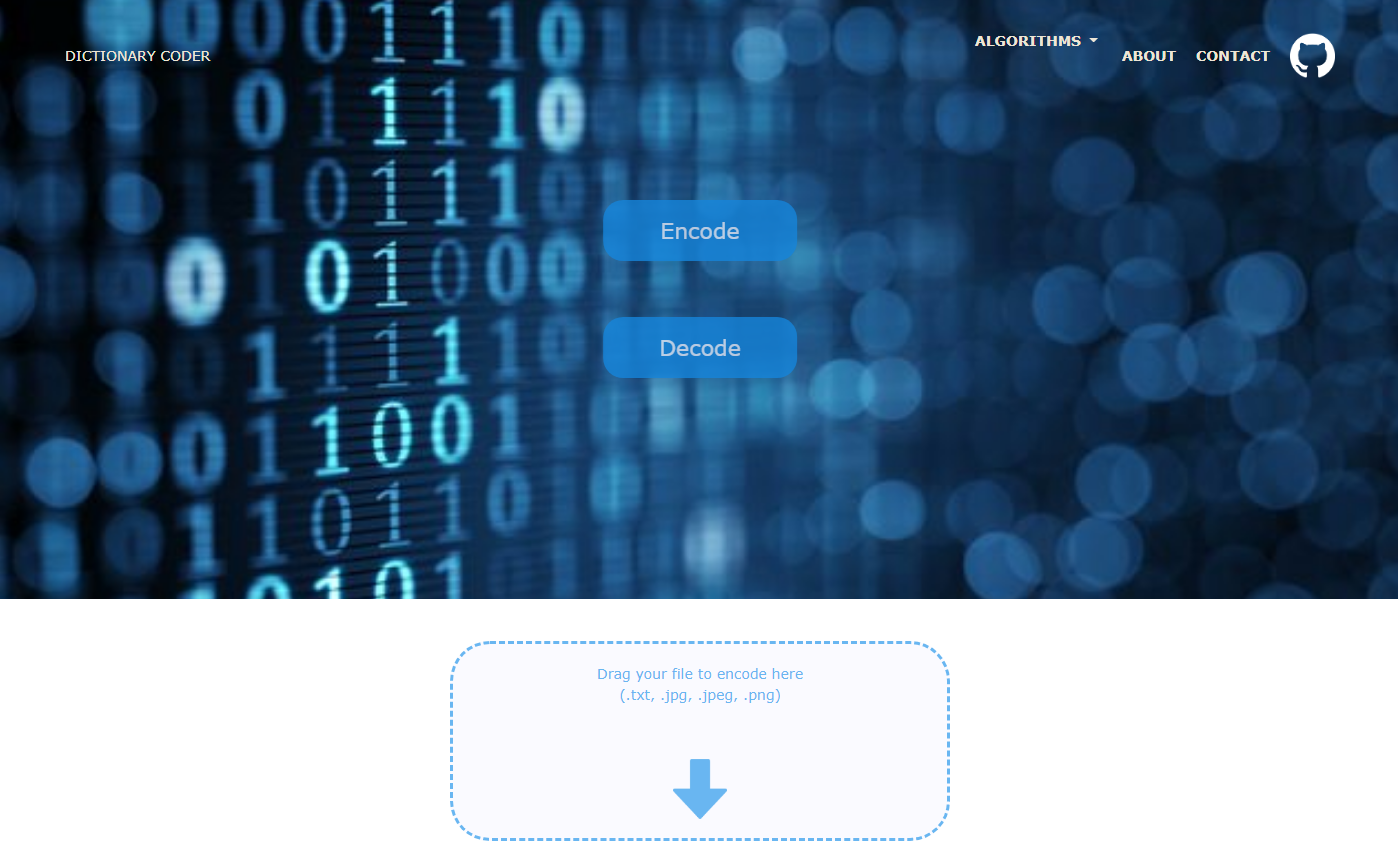 DICTIONARY CODER
ALGORITHMS
ABOUT
CONTACT
Encode
Decode
Drag your file to encode here
(.txt, .jpg, .jpeg, .png)